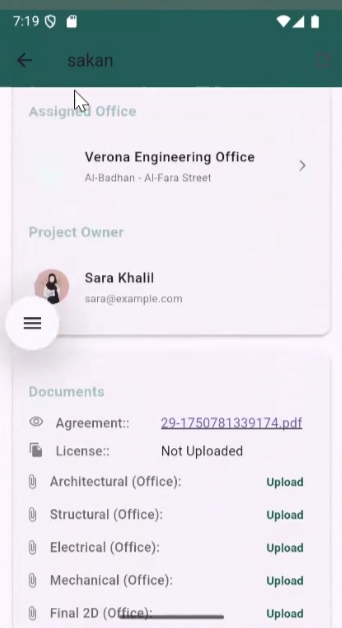 7:19
sakan
Assigned Office
Verona Engineering Office
Al-Badhan - Al-Fara Street
Project Owner
Sara Khalil
sara@example.com
Documents
Agreement:: 29-1750781339174.pdf
License:: Not Uploaded
Architectural (Office): Upload
Structural (Office): Upload
Electrical (Office): Upload
Mechanical (Office): Upload
Final 2D (Office): Upload